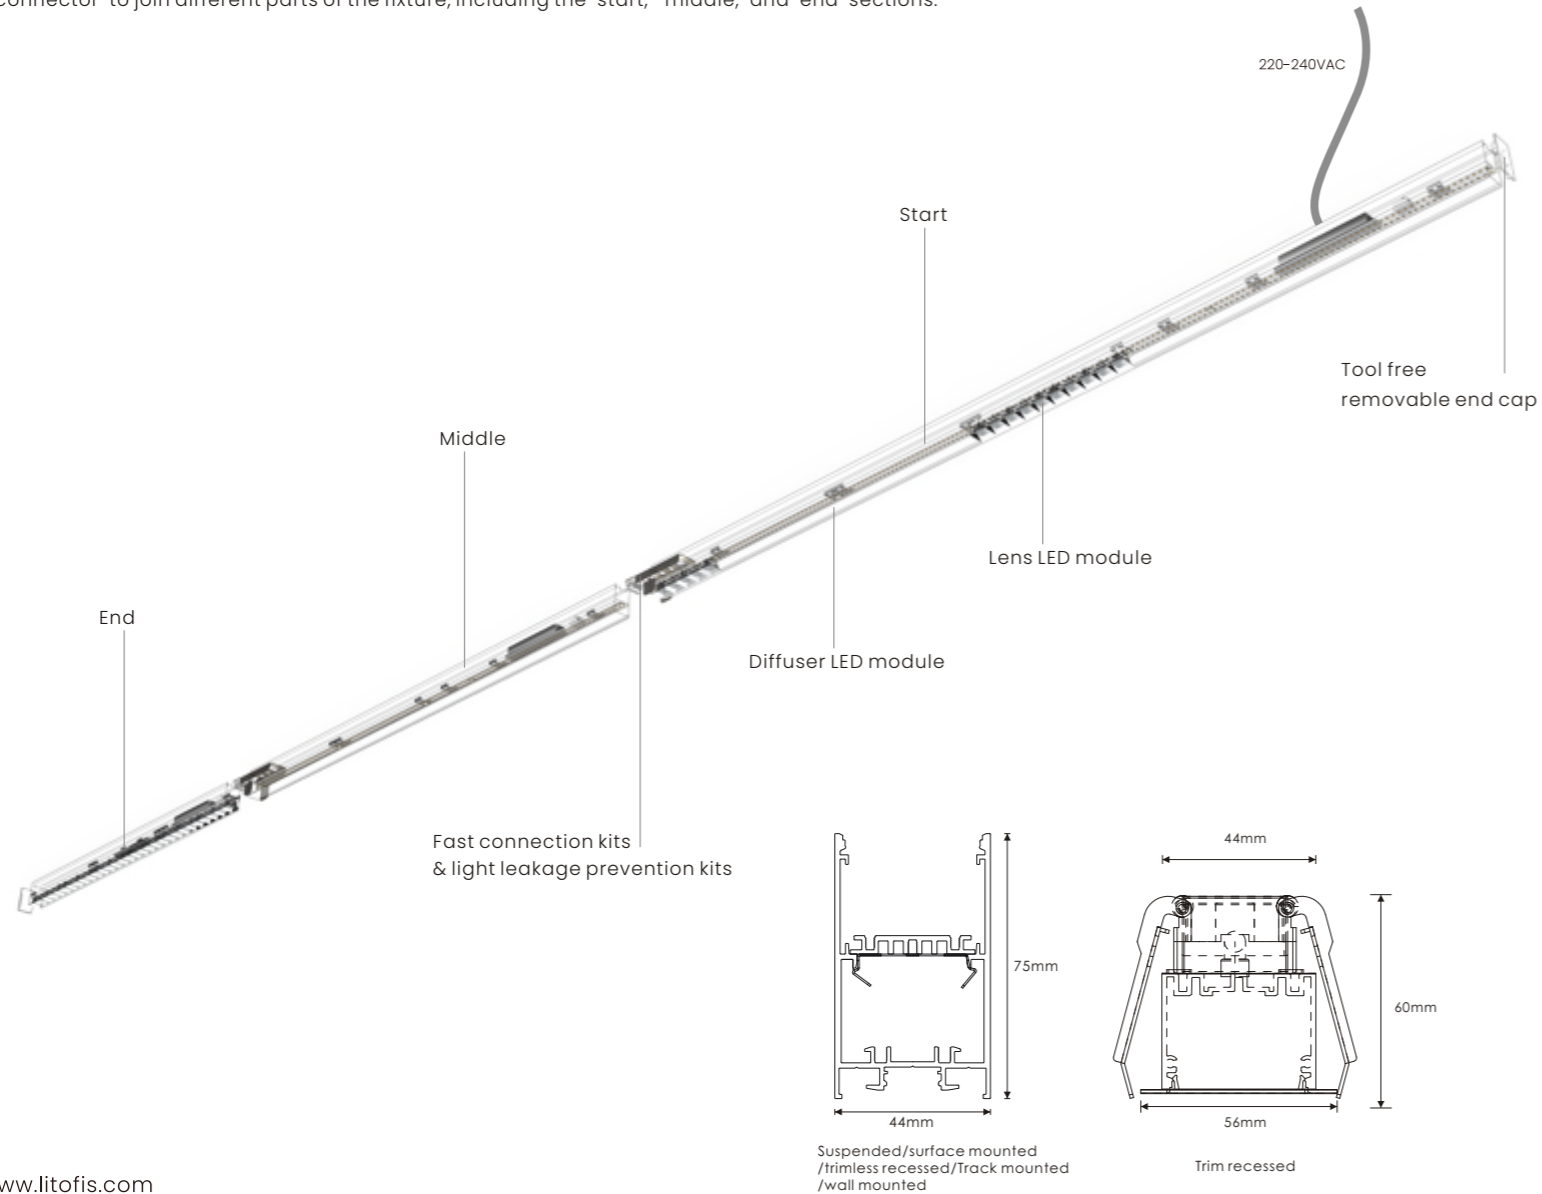 connector" to join different parts of the fixture, including the "start," "middle," and "end" sections.
220-240VAC
Start
Tool free
removable end cap
Middle
Lens LED module
End
Diffuser LED module
Fast connection kits
& light leakage prevention kits
44mm
75mm
60mm
44mm
56mm
Suspended/surface mounted
/trimless recessed/Track mounted
/wall mounted
Trim recessed
ww.litofis.com